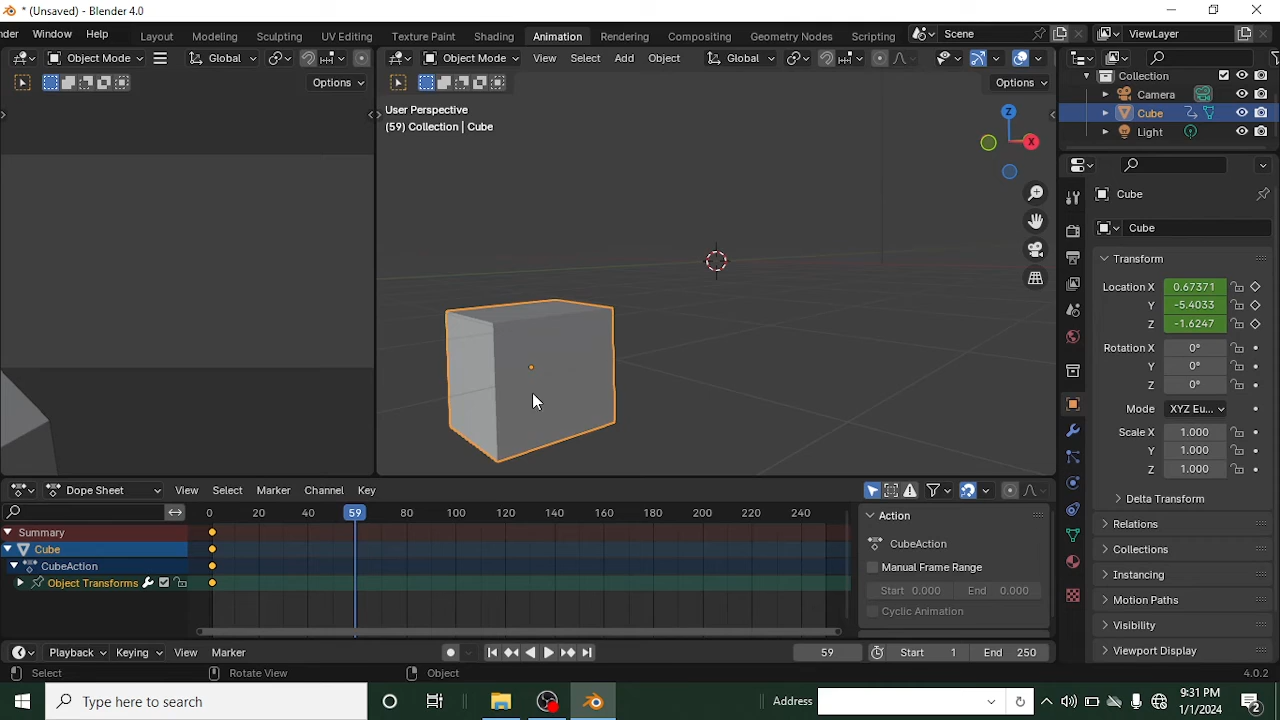 * (Unsaved) - Blender 4.0
der Window Help Layout Modeling Sculpting UV Editing Texture Paint Shading Animation Rendering Compositing Geometry Nodes Scripting Scene ViewLayer
Object Mode Global Object Mode View Select Add Object Global
Options Options
User Perspective
(59) Collection | Cube
Z
X
Collection
Camera
Cube
Light
Cube
Cube
Transform
Location X 0.67371
Y -5.4033
Z -1.6247
Rotation X 0°
Y 0°
Z 0°
Mode XYZ Eu...
Scale X 1.000
Y 1.000
Z 1.000
Delta Transform
Relations
Collections
Instancing
Motion Paths
Visibility
Viewport Display
Dope Sheet View Select Marker Channel Key
0 20 40 59 80 100 120 140 160 180 200 220 240
Summary
Cube
CubeAction
Object Transforms
Action
CubeAction
Manual Frame Range
Start 0.000 End 0.000
Cyclic Animation
Playback Keying View Marker 59 Start 1 End 250
Select Rotate View Object 4.0.2
Type here to search Address 9:31 PM
1/1/2024 2